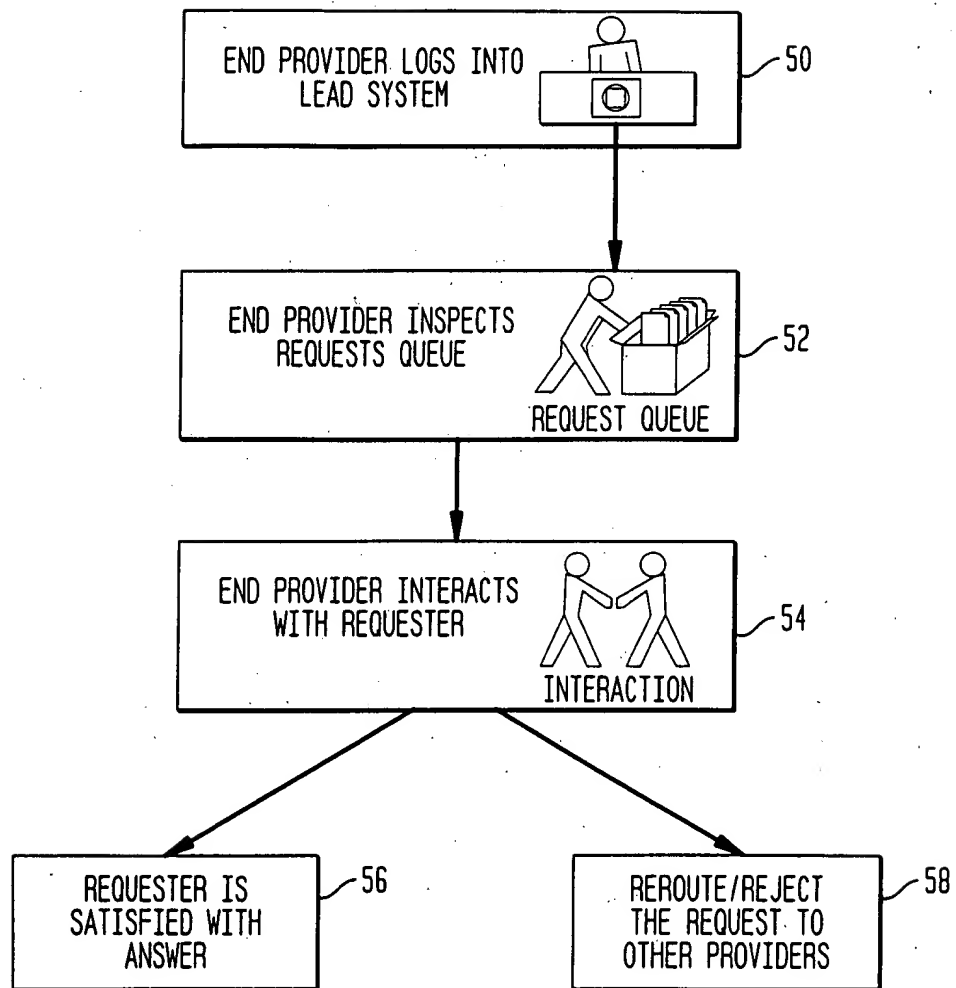 END PROVIDER LOGS INTO
LEAD SYSTEM
50
END PROVIDER INSPECTS
REQUESTS QUEUE
REQUEST QUEUE
52
END PROVIDER INTERACTS
WITH REQUESTER
INTERACTION
54
REQUESTER IS
SATISFIED WITH
ANSWER
56
REROUTE/REJECT
THE REQUEST TO
OTHER PROVIDERS
58